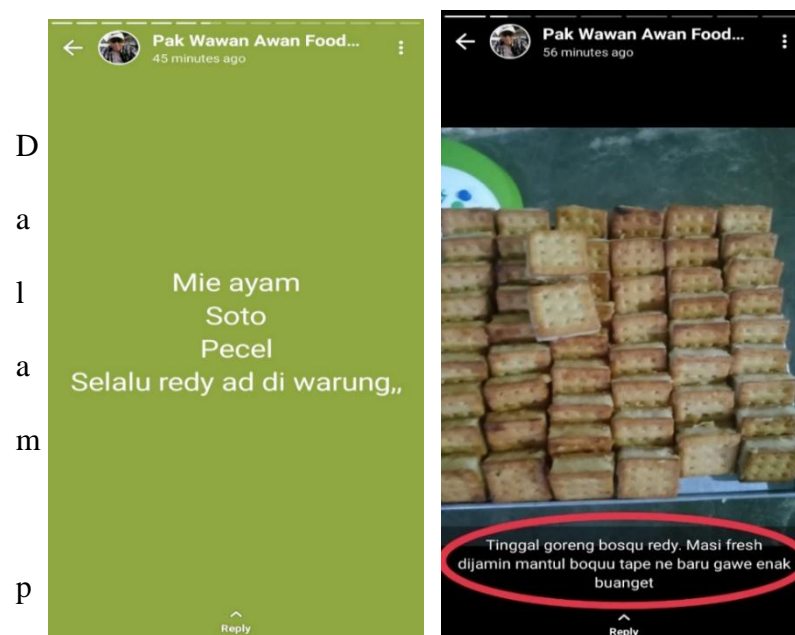 Pak Wawan Awan Food...
45 minutes ago
Mie ayam
Soto
Pecel
Selalu redy ad di warung,,
Reply
Pak Wawan Awan Food...
56 minutes ago
Tinggal goreng bosqu redy. Masi fresh
dijamin mantul boquu tape ne baru gawe enak
buanget
Reply
D
a
l
a
m
p